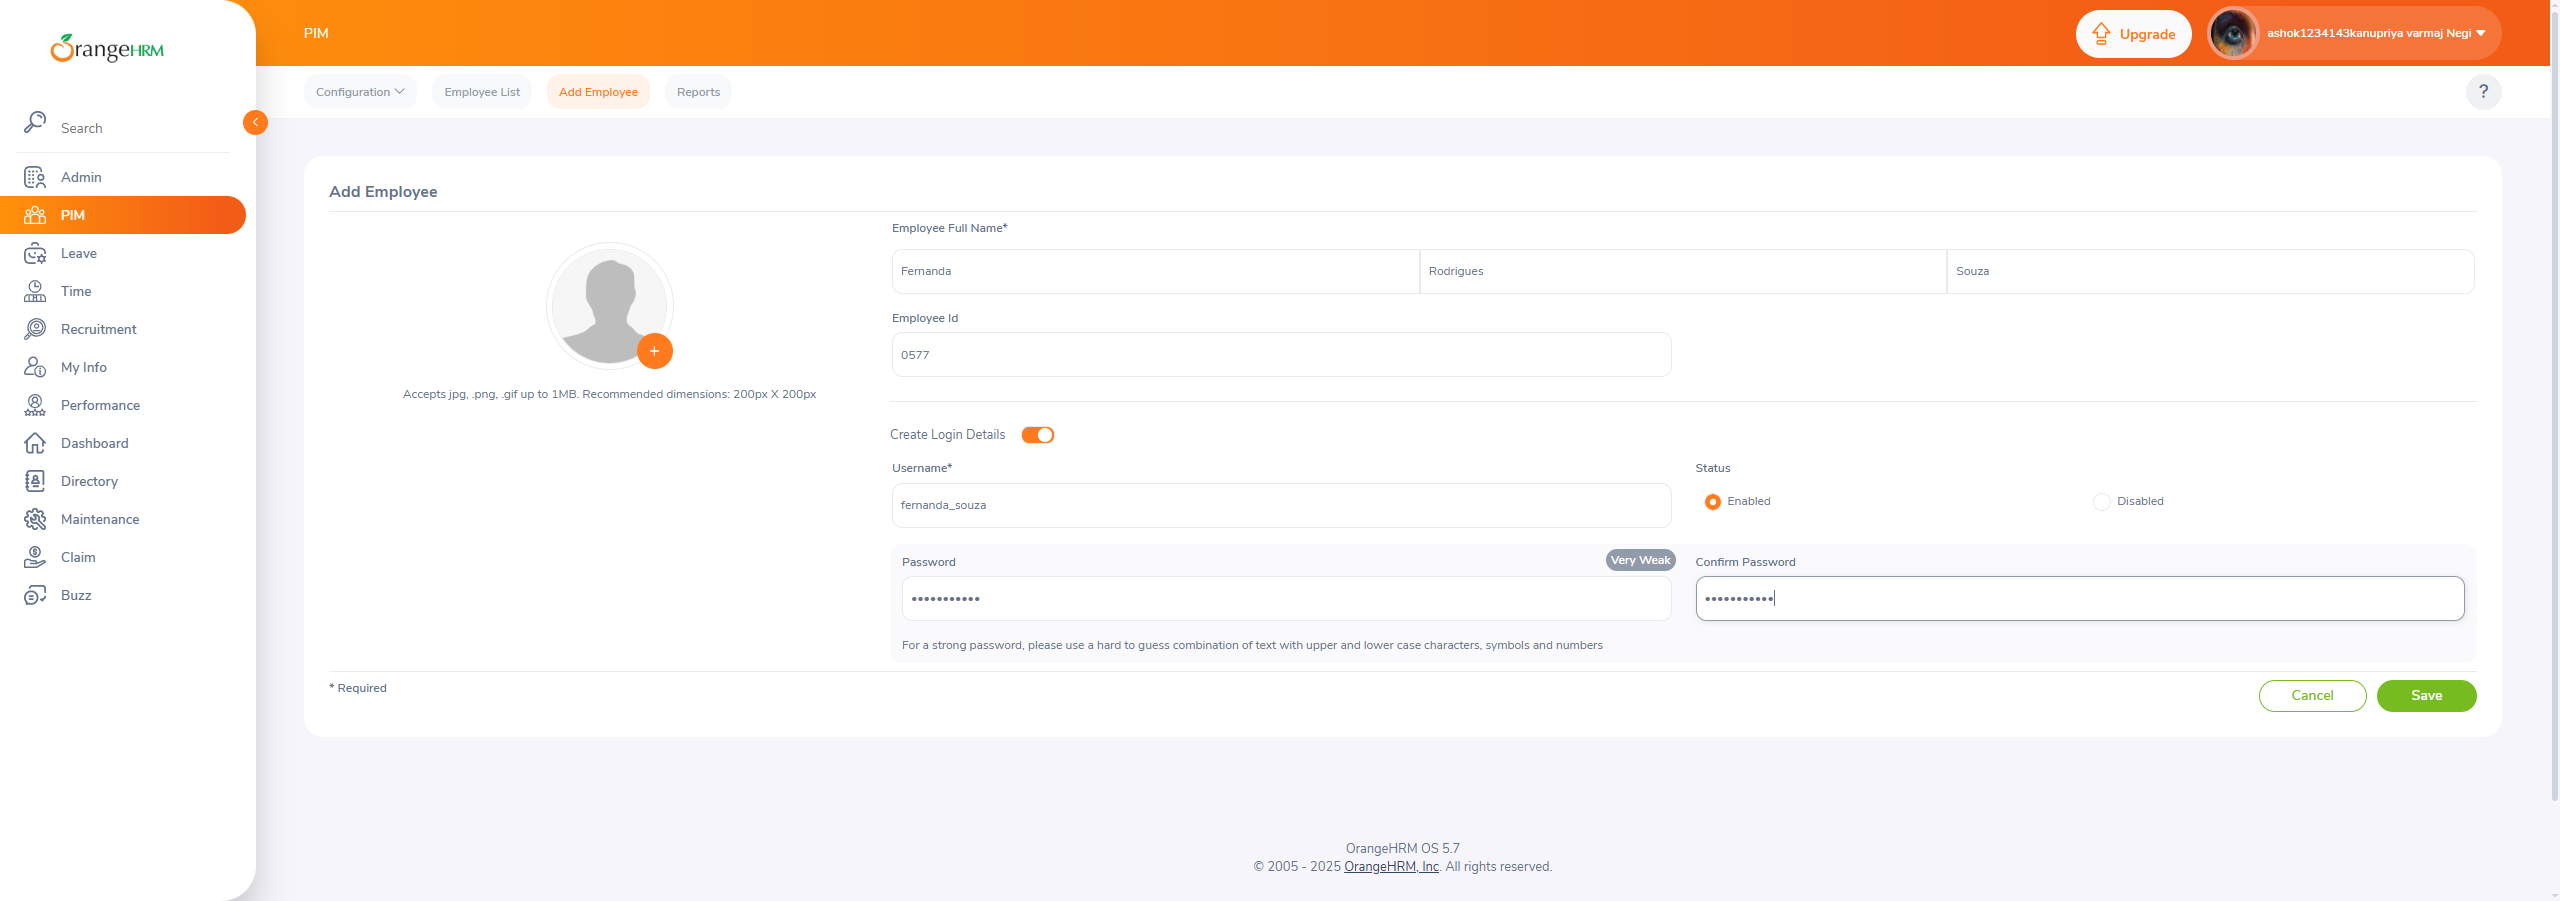 OrangeHRM
PIM
Upgrade
ashok1234143kanupriya varmaj Negi
Configuration
Employee List
Add Employee
Reports
?
Search
Admin
PIM
Leave
Time
Recruitment
My Info
Performance
Dashboard
Directory
Maintenance
Claim
Buzz
Add Employee
Accepts jpg, .png, .gif up to 1MB. Recommended dimensions: 200px X 200px
Employee Full Name*
Fernanda Rodrigues Souza
Employee Id
0577
Create Login Details
Username* Status
fernanda_souza Enabled Disabled
Password Very Weak Confirm Password
••••••••••• •••••••••••
For a strong password, please use a hard to guess combination of text with upper and lower case characters, symbols and numbers
* Required
Cancel Save
OrangeHRM OS 5.7
© 2005 - 2025 OrangeHRM, Inc. All rights reserved.